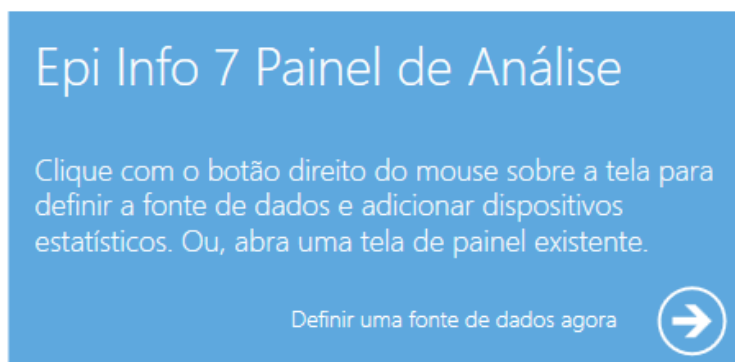 Epi Info 7 Painel de Análise
Clique com o botão direito do mouse sobre a tela para
definir a fonte de dados e adicionar dispositivos
estatísticos. Ou, abra uma tela de painel existente.
Definir uma fonte de dados agora